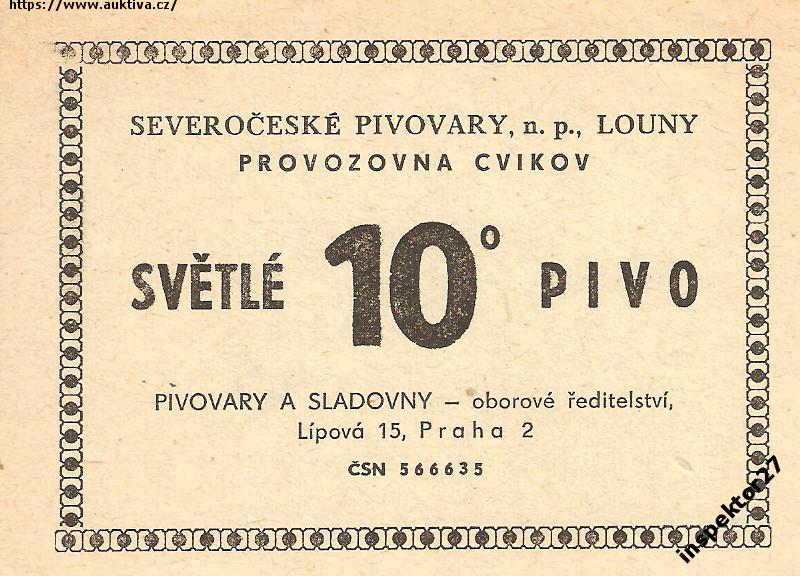 https://www.auktiva.cz/
SEVEROČESKÉ PIVOVARY, n. p., LOUNY
PROVOZOVNA CVIKOV
SVĚTLÉ 10° PIVO
PIVOVARY A SLADOVNY – oborové ředitelství,
Lípová 15, Praha 2
ČSN 566635
inspektor27